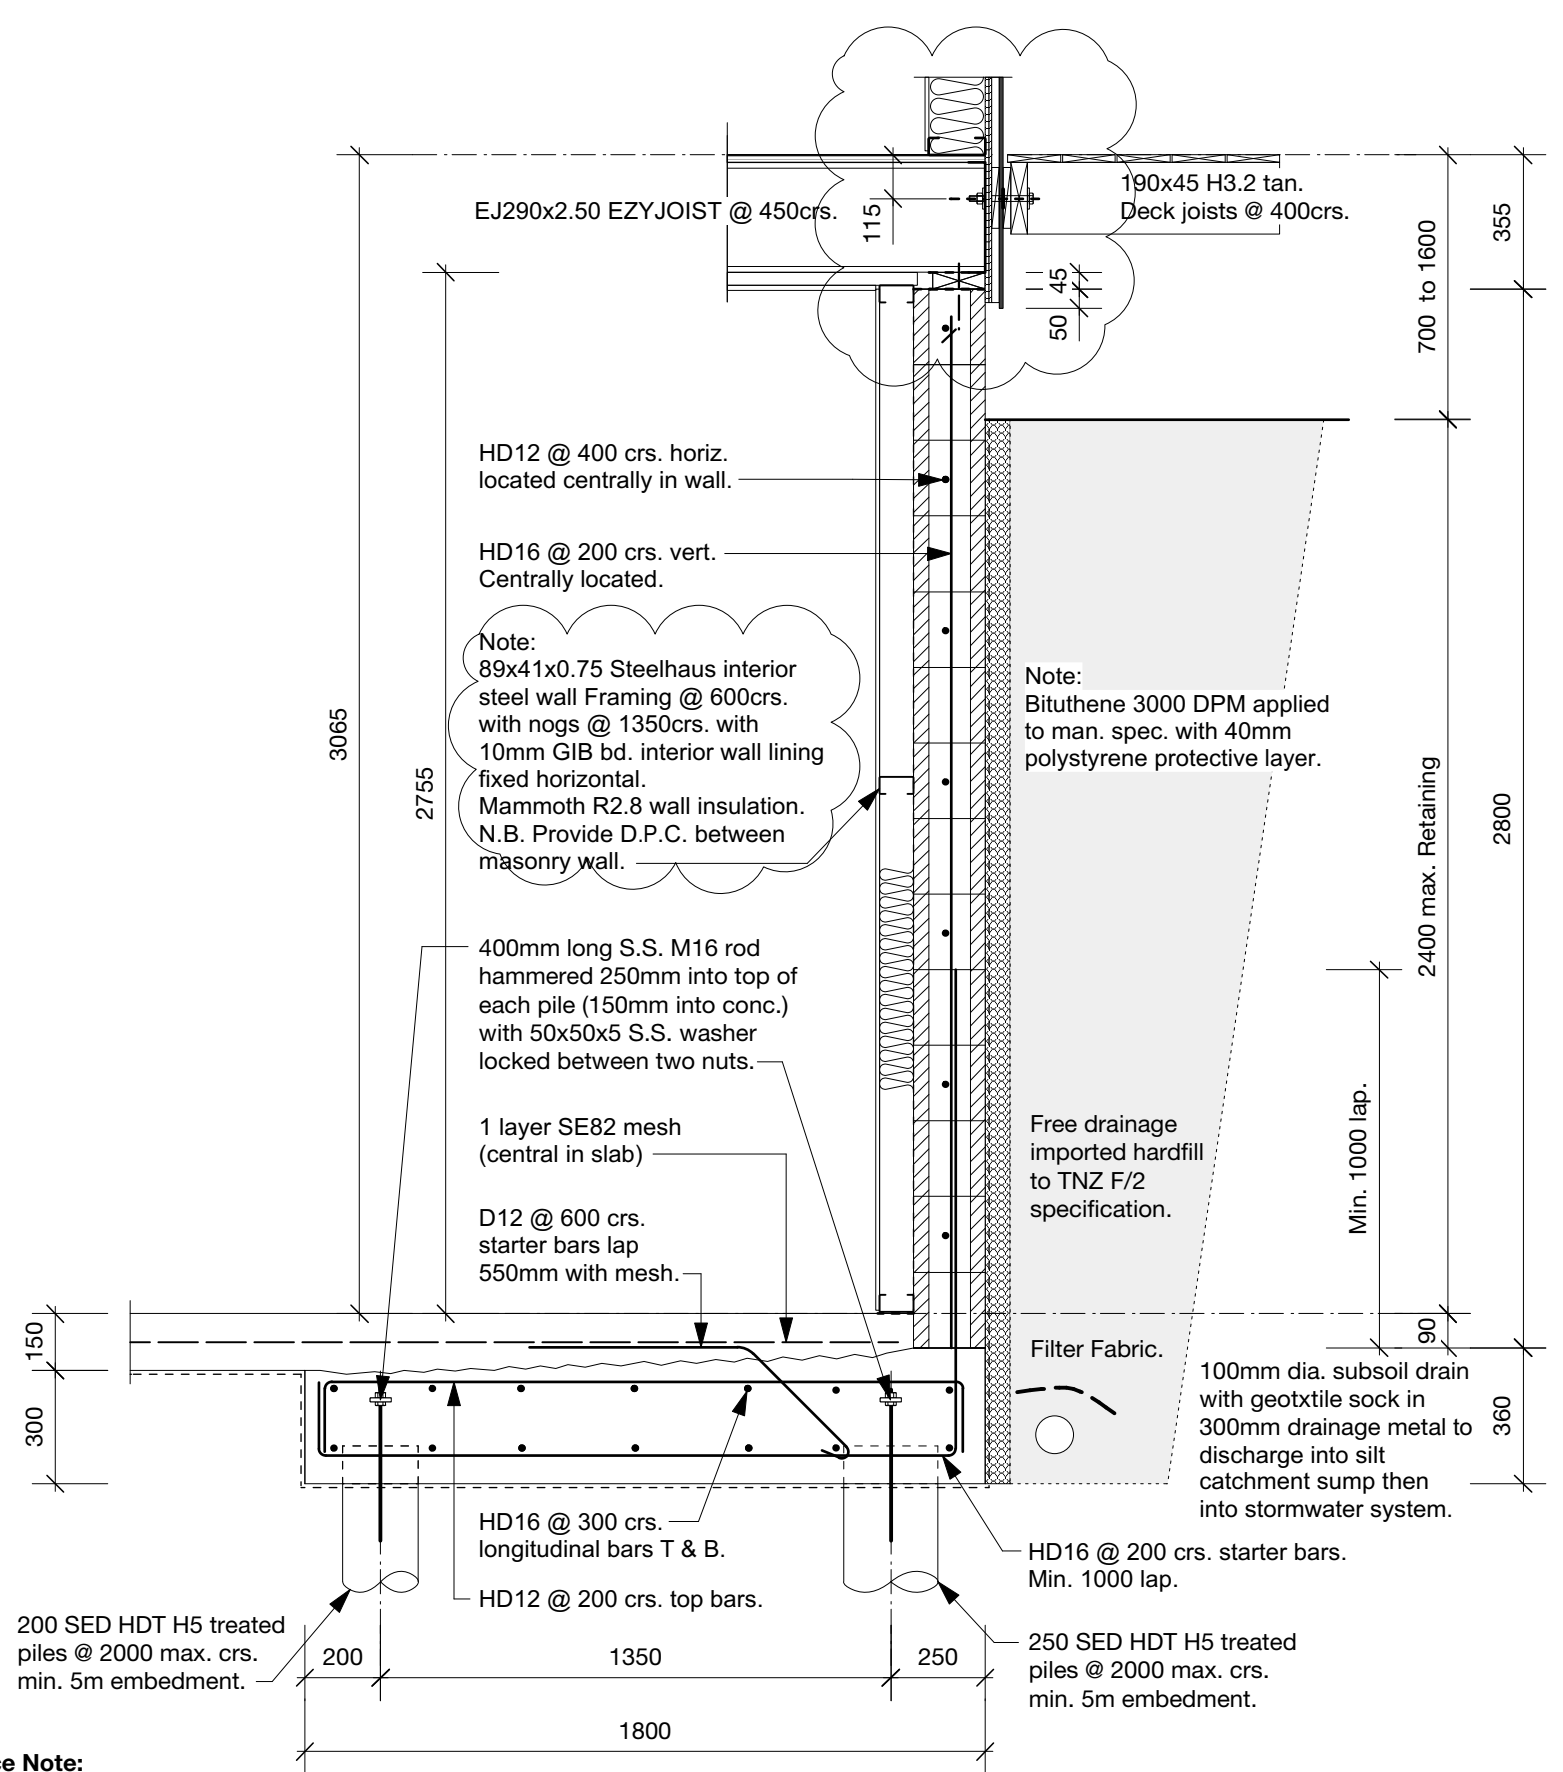 190x45 H3.2 tan.
Deck joists @ 400crs.
EJ290x2.50 EZYJOIST @ 450crs.
115
45
50
355
700 to 1600
HD12 @ 400 crs. horiz.
located centrally in wall.
HD16 @ 200 crs. vert.
Centrally located.
Note:
89x41x0.75 Steelhaus interior
steel wall Framing @ 600crs.
with nogs @ 1350crs. with
10mm GIB bd. interior wall lining
fixed horizontal.
Mammoth R2.8 wall insulation.
N.B. Provide D.P.C. between
masonry wall.
Note:
Bituthene 3000 DPM applied
to man. spec. with 40mm
polystyrene protective layer.
3065
2755
2400 max. Retaining
2800
400mm long S.S. M16 rod
hammered 250mm into top of
each pile (150mm into conc.)
with 50x50x5 S.S. washer
locked between two nuts.
1 layer SE82 mesh
(central in slab)
D12 @ 600 crs.
starter bars lap
550mm with mesh.
Free drainage
imported hardfill
to TNZ F/2
specification.
Min. 1000 lap.
150
300
90
360
Filter Fabric.
100mm dia. subsoil drain
with geotxtile sock in
300mm drainage metal to
discharge into silt
catchment sump then
into stormwater system.
HD16 @ 300 crs.
longitudinal bars T & B.
HD12 @ 200 crs. top bars.
HD16 @ 200 crs. starter bars.
Min. 1000 lap.
200 SED HDT H5 treated
piles @ 2000 max. crs.
min. 5m embedment.
250 SED HDT H5 treated
piles @ 2000 max. crs.
min. 5m embedment.
200
1350
250
1800
Note: